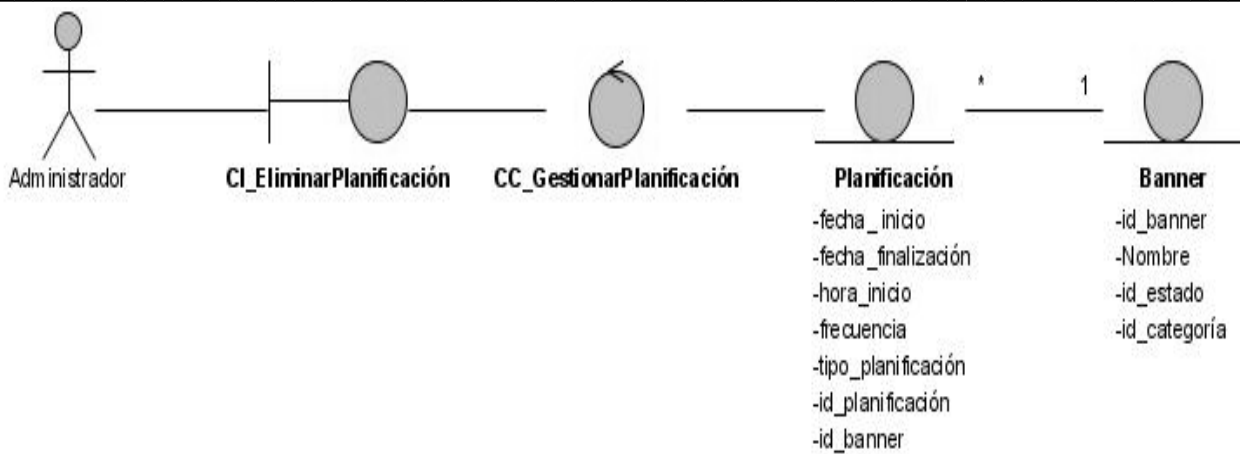 * 1
Administrador CI_EliminarPlanificación CC_GestionarPlanificación Planificación Banner
-fecha_inicio -id_banner
-fecha_finalización -Nombre
-hora_inicio -id_estado
-frecuencia -id_categoría
-tipo_planificación
-id_planificación
-id_banner